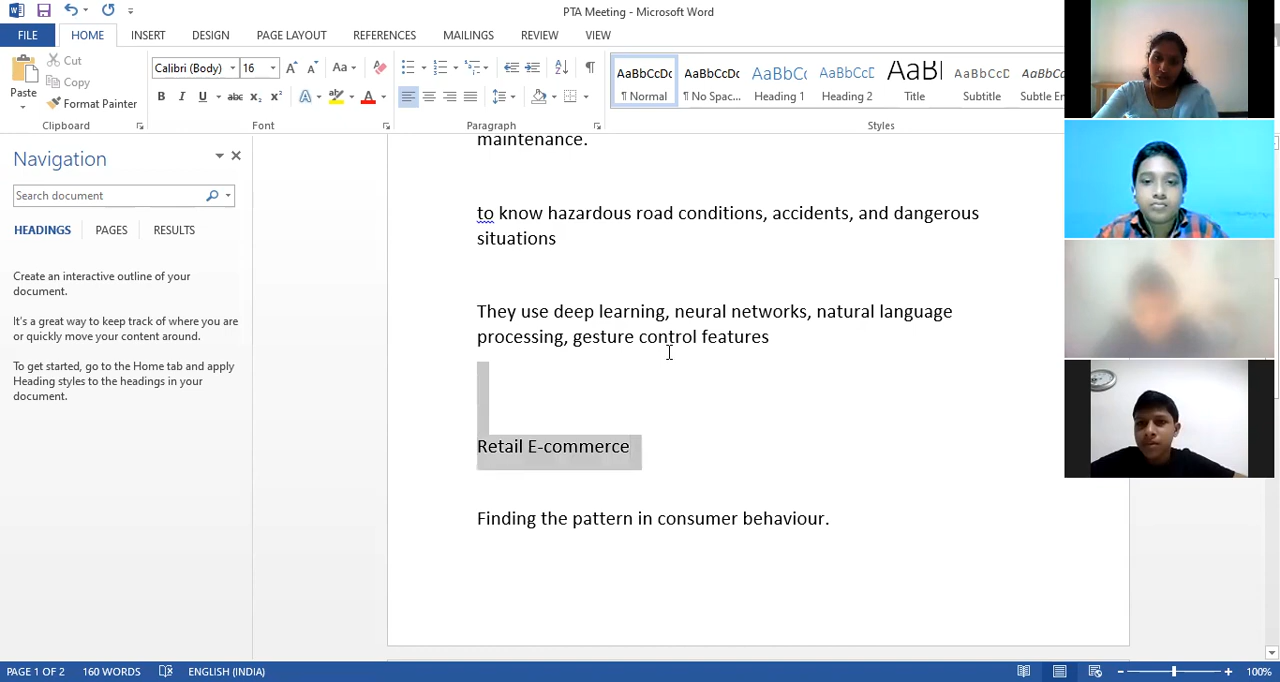 PTA Meeting - Microsoft Word
FILE HOME INSERT DESIGN PAGE LAYOUT REFERENCES MAILINGS REVIEW VIEW
Cut
Copy
Format Painter
Paste
Clipboard
Calibri (Body) 16
Font
Paragraph
AaBbCcDc AaBbCcDc AaBbCc AaBbCcC AaBl AaBbCcD AaBbCcD
¶ Normal ¶ No Spac... Heading 1 Heading 2 Title Subtitle Subtle Em
Styles
Navigation
Search document
HEADINGS PAGES RESULTS
Create an interactive outline of your
document.
It's a great way to keep track of where you are
or quickly move your content around.
To get started, go to the Home tab and apply
Heading styles to the headings in your
document.
maintenance.
to know hazardous road conditions, accidents, and dangerous
situations
They use deep learning, neural networks, natural language
processing, gesture control features
Retail E-commerce
Finding the pattern in consumer behaviour.
PAGE 1 OF 2 160 WORDS ENGLISH (INDIA) 100%